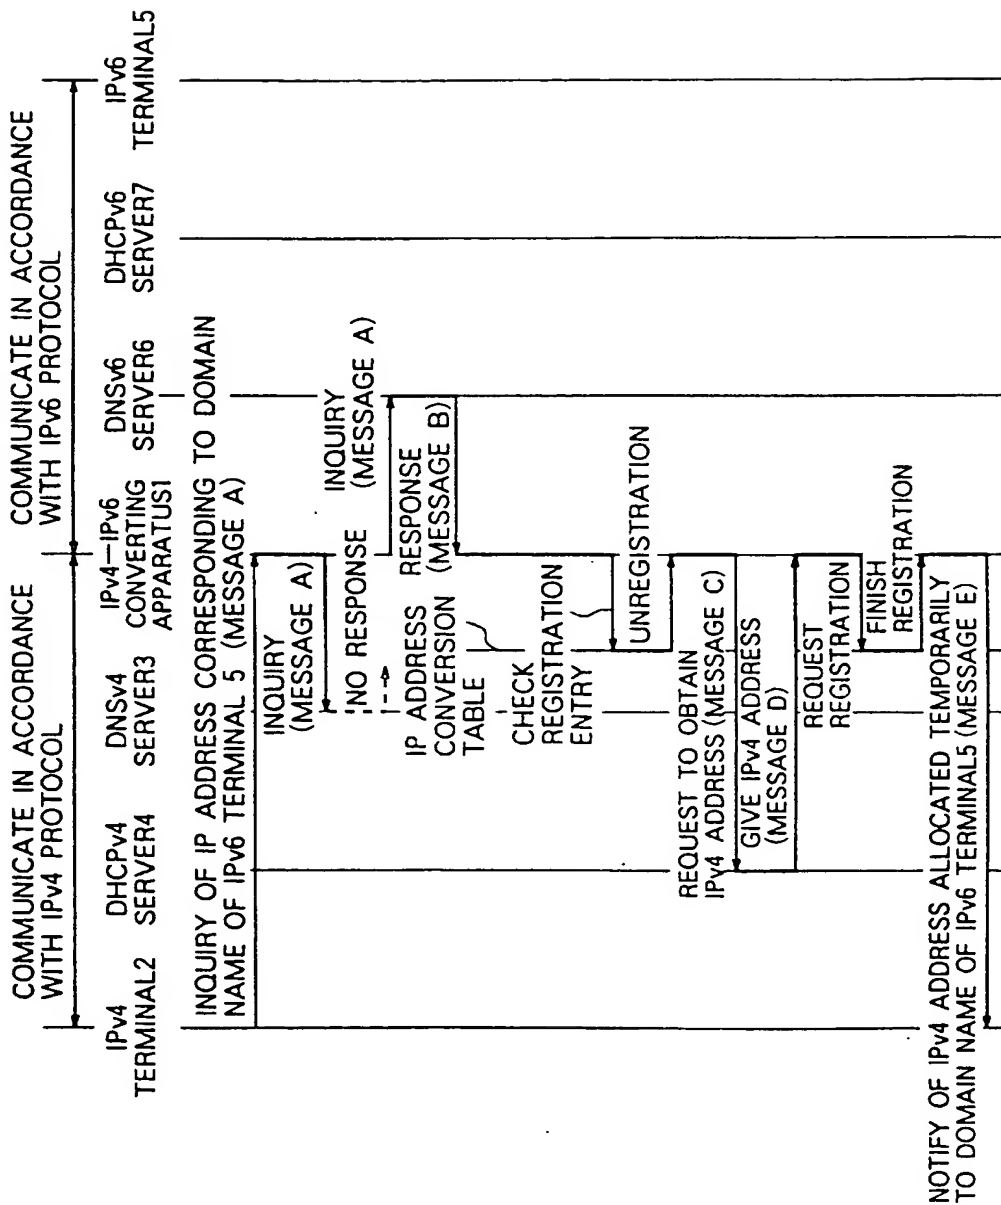 COMMUNICATE IN ACCORDANCE
WITH IPv4 PROTOCOL
COMMUNICATE IN ACCORDANCE
WITH IPv6 PROTOCOL
IPv4
TERMINAL2
DHCPv4
SERVER4
DNSv4
SERVER3
IPv4-IPv6
CONVERTING
APPARATUS1
DNSv6
SERVER6
DHCPv6
SERVER7
IPv6
TERMINAL5
INQUIRY OF IP ADDRESS CORRESPONDING TO DOMAIN
NAME OF IPv6 TERMINAL 5 (MESSAGE A)
INQUIRY
(MESSAGE A)
NO RESPONSE
INQUIRY
(MESSAGE A)
RESPONSE
(MESSAGE B)
IP ADDRESS
CONVERSION
TABLE
CHECK
REGISTRATION
ENTRY
UNREGISTRATION
REQUEST TO OBTAIN
IPv4 ADDRESS (MESSAGE C)
GIVE IPv4 ADDRESS
(MESSAGE D)
REQUEST
REGISTRATION
FINISH
REGISTRATION
NOTIFY OF IPv4 ADDRESS ALLOCATED TEMPORARILY
TO DOMAIN NAME OF IPv6 TERMINAL5 (MESSAGE E)